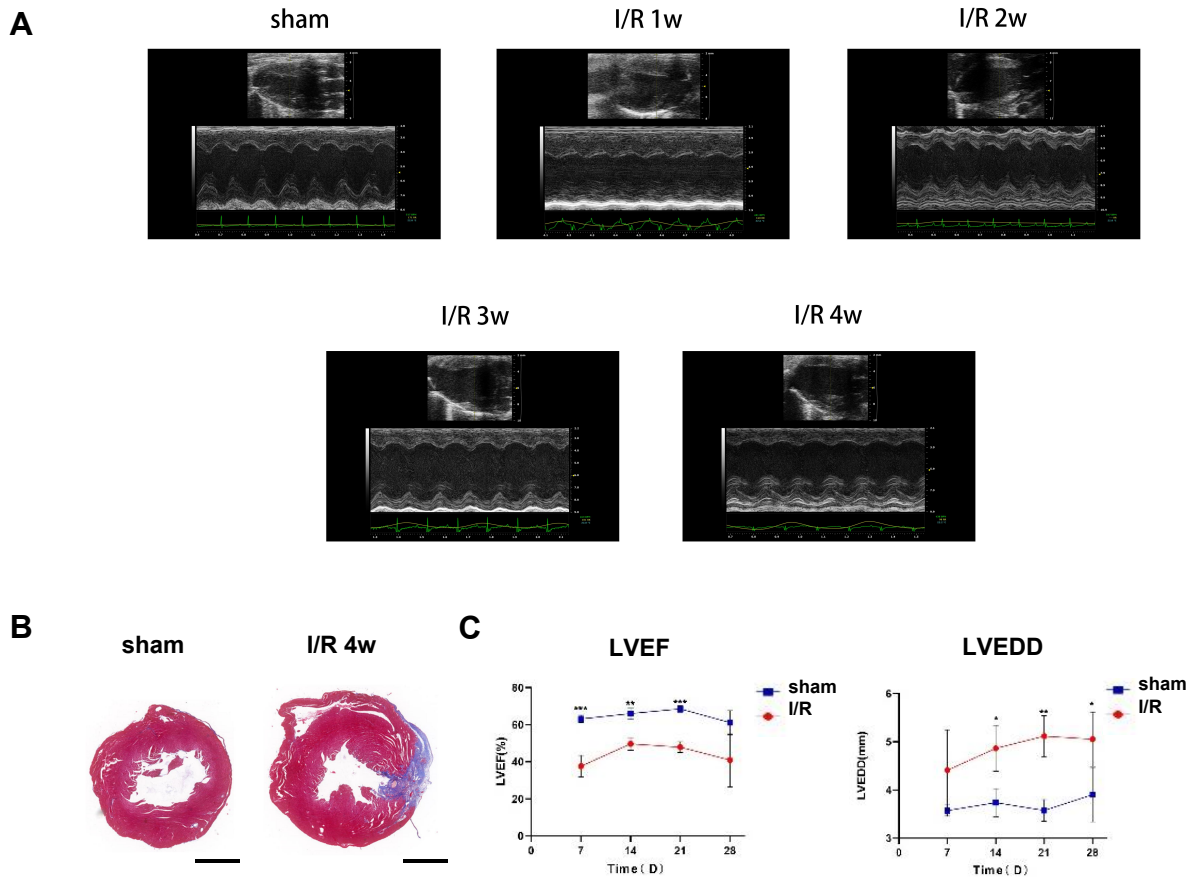 A
sham
I/R 1w
I/R 2w
I/R 3w
I/R 4w
B
sham
I/R 4w
C
LVEF
sham
I/R
LVEF(%)
80
60
40
20
0
*** ** ***
0 7 14 21 28
Time( D)
LVEDD
sham
I/R
LVEDD(mm)
6
5
4
3
* ** *
0 7 14 21 28
Time( D)